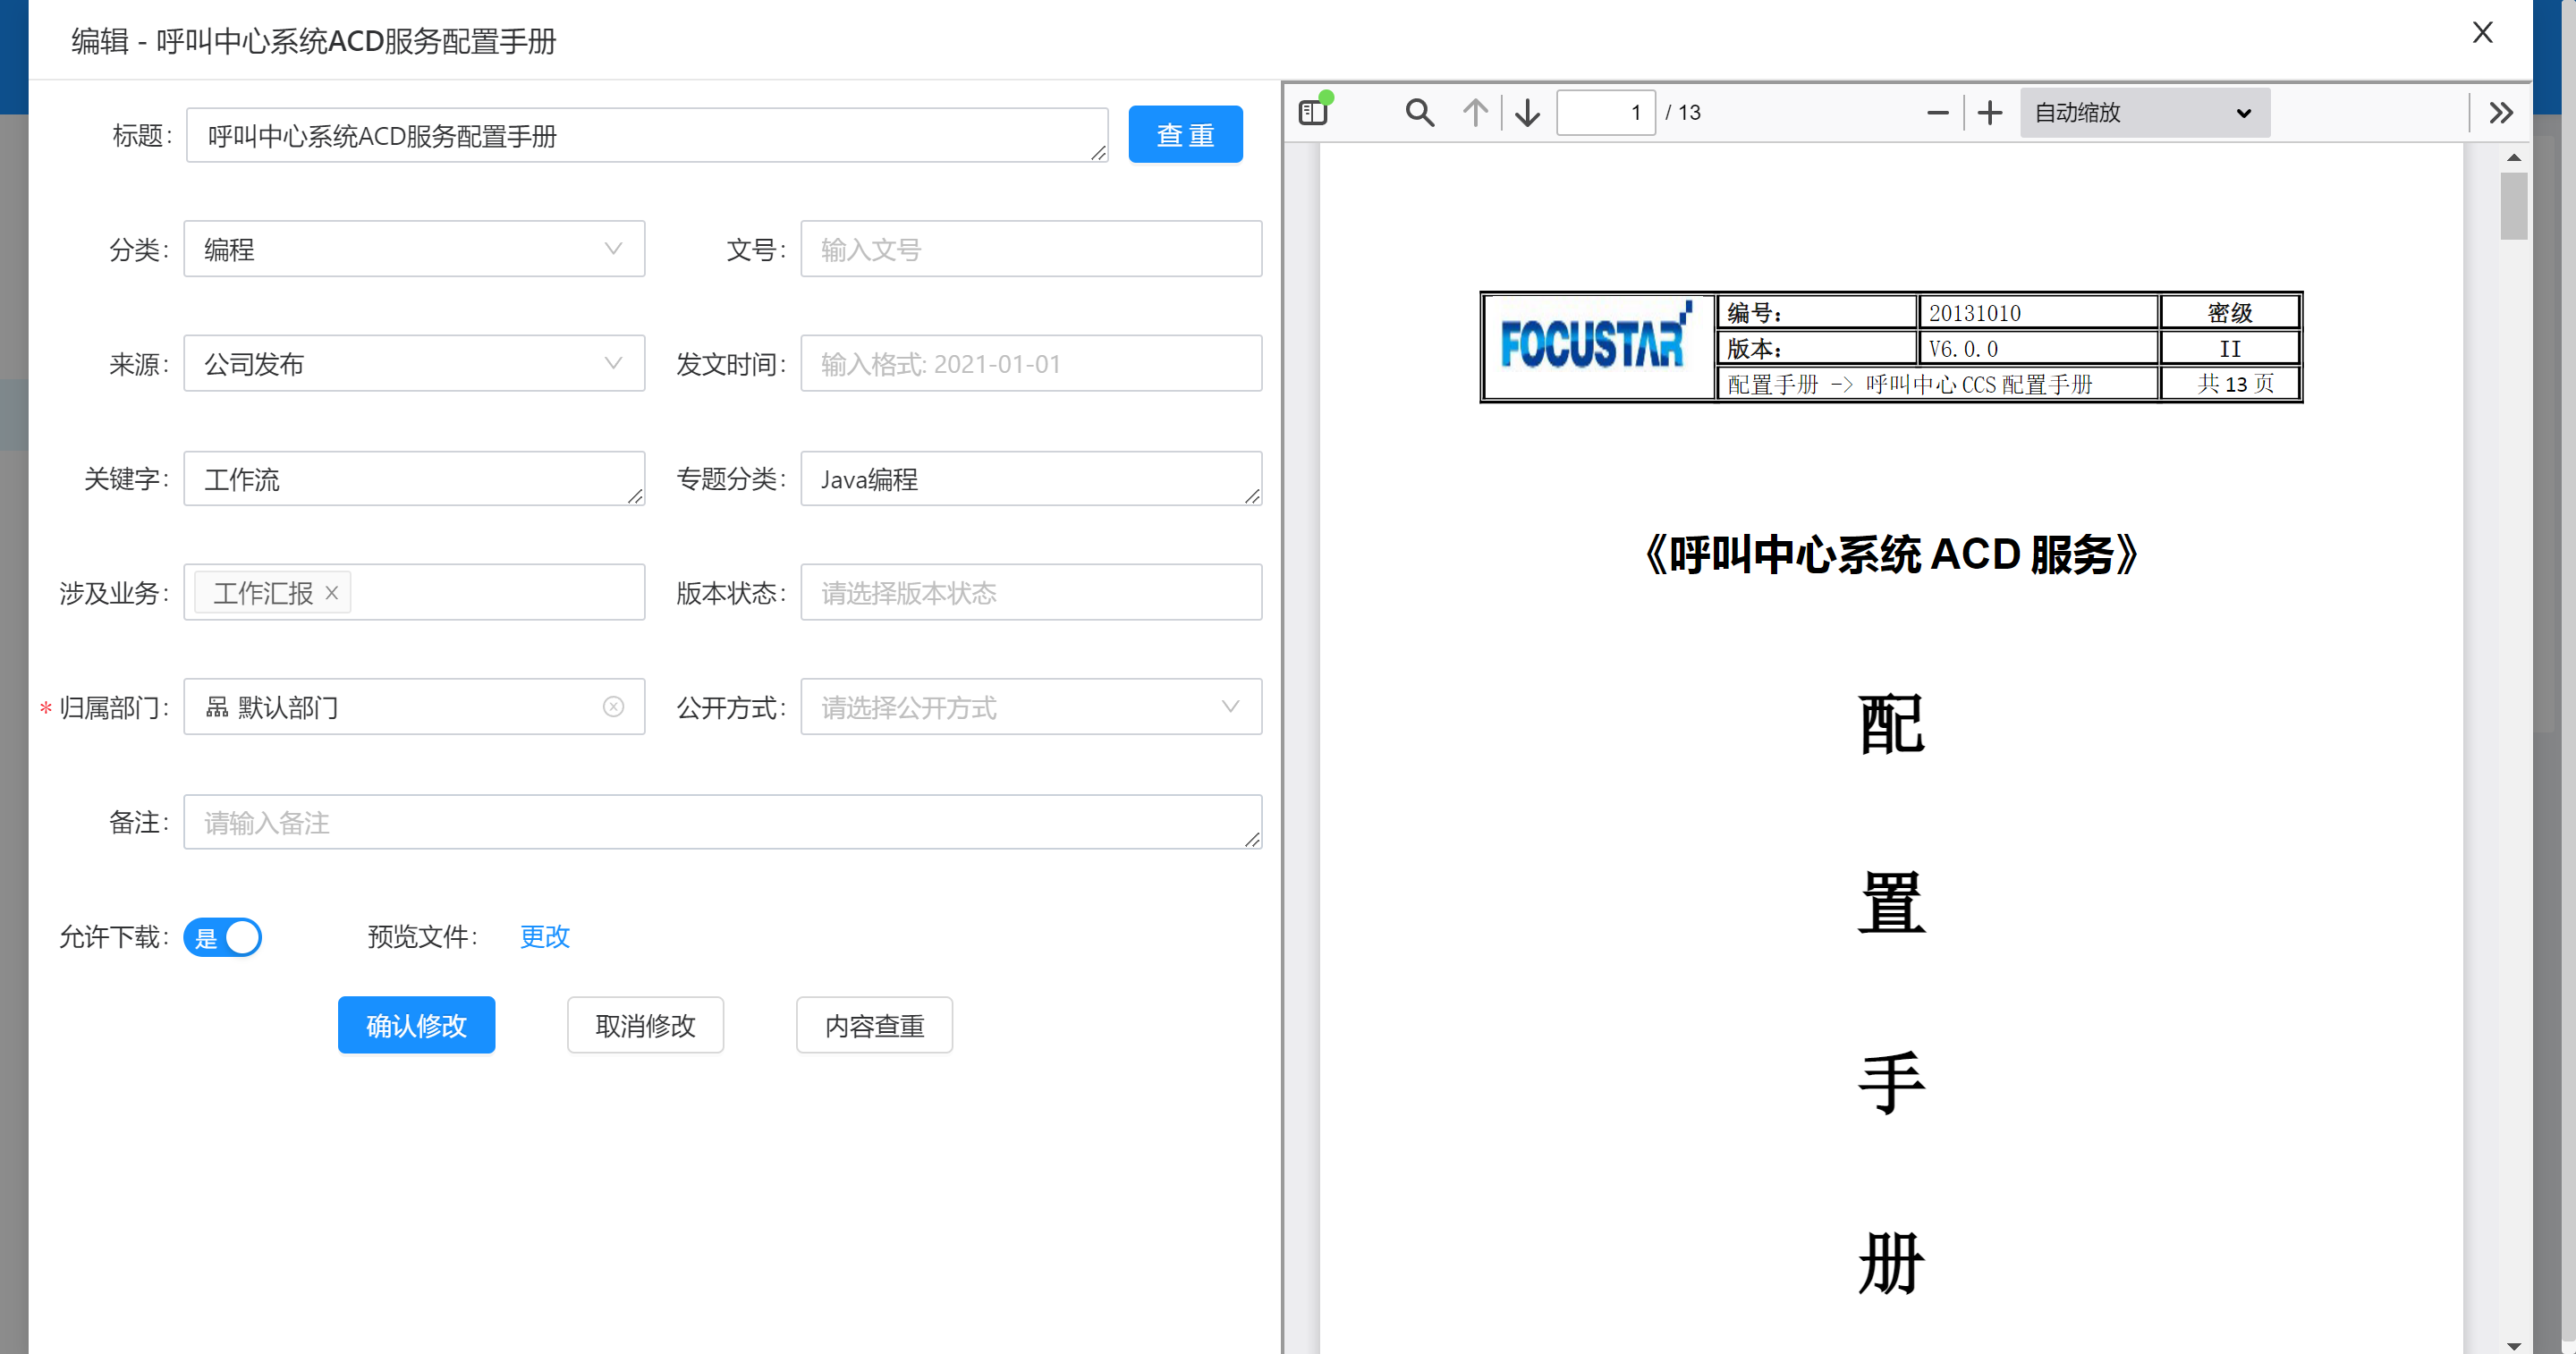 编辑 - 呼叫中心系统ACD服务配置手册
标题: 呼叫中心系统ACD服务配置手册 查重
分类: 编程 文号: 输入文号
来源: 公司发布 发文时间: 输入格式: 2021-01-01
关键字: 工作流 专题分类: Java编程
涉及业务: 工作汇报 版本状态: 请选择版本状态
* 归属部门: 默认部门 公开方式: 请选择公开方式
备注: 请输入备注
允许下载: 是 预览文件: 更改
确认修改 取消修改 内容查重
1 / 13 自动缩放
FOCUSTAR
编号: 20131010 密级
版本: V6.0.0 II
配置手册 -> 呼叫中心 CCS 配置手册 共 13 页
《呼叫中心系统 ACD 服务》
配
置
手
册